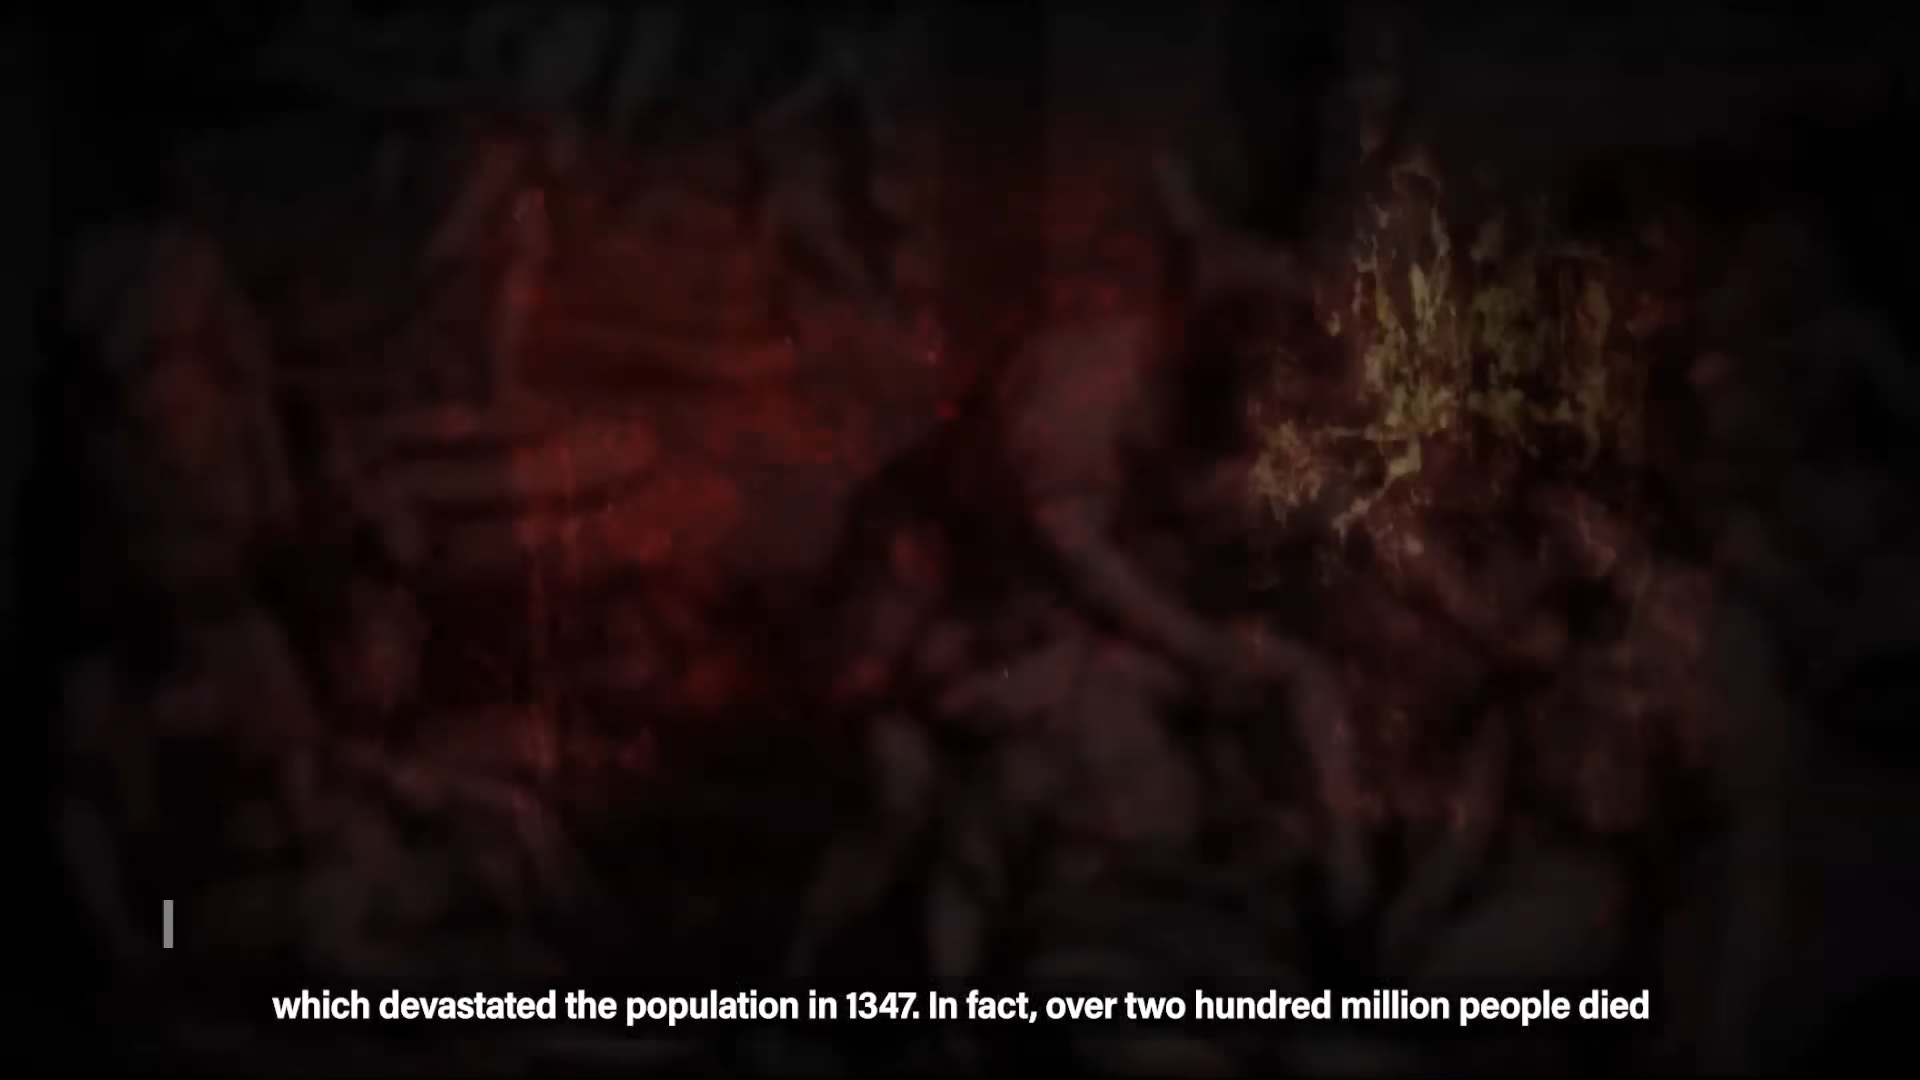 which devastated the population in 1347. In fact, over two hundred million people died